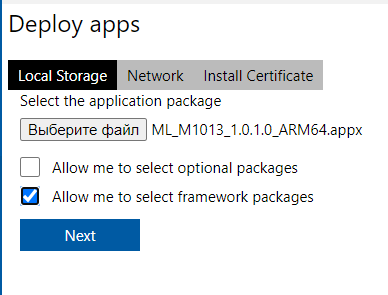 Deploy apps
Local Storage Network Install Certificate
Select the application package
Выберите файл ML_M1013_1.0.1.0_ARM64.appx
Allow me to select optional packages
Allow me to select framework packages
Next